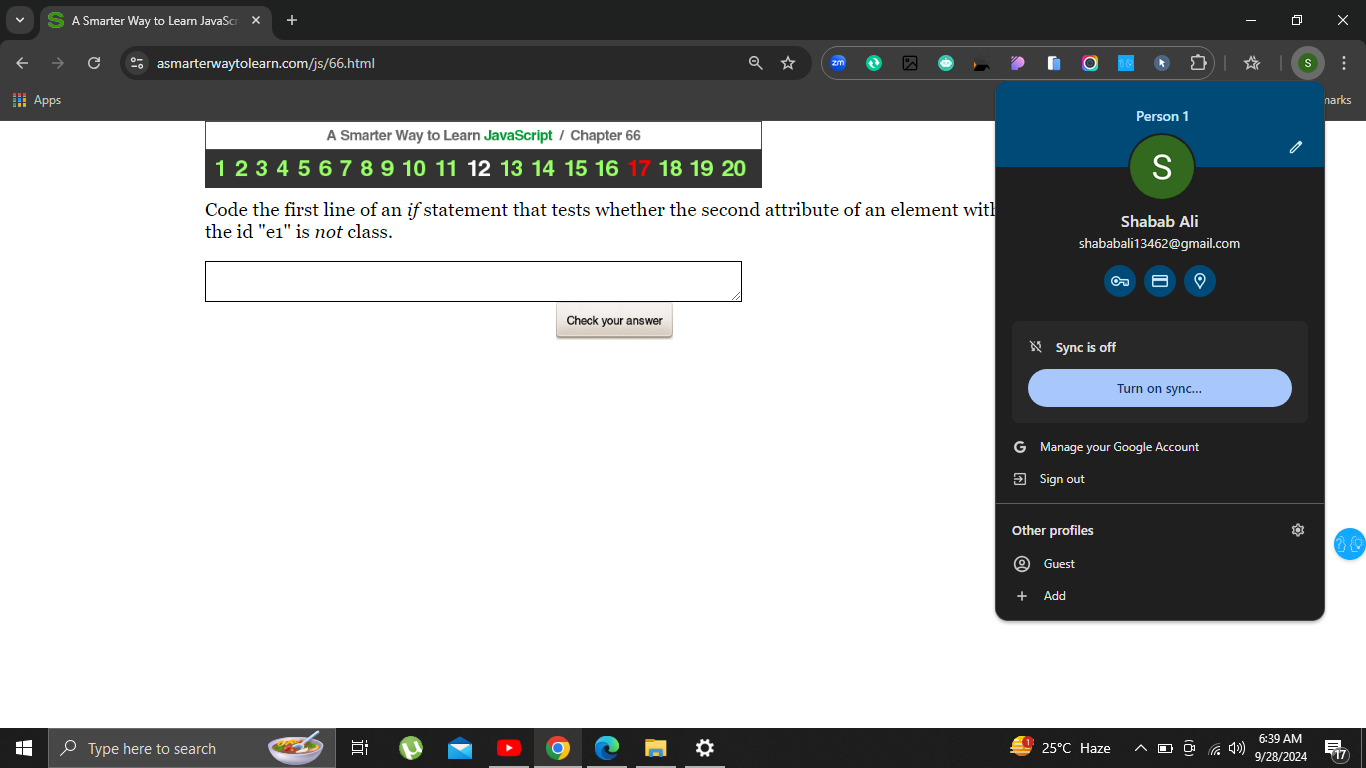 A Smarter Way to Learn JavaScr
asmarterwaytolearn.com/js/66.html
zm
S
Apps
marks
A Smarter Way to Learn JavaScript / Chapter 66
1 2 3 4 5 6 7 8 9 10 11 12 13 14 15 16 17 18 19 20
Code the first line of an if statement that tests whether the second attribute of an element with
the id "e1" is not class.
Check your answer
Person 1
S
Shabab Ali
shababali13462@gmail.com
Sync is off
Turn on sync...
Manage your Google Account
Sign out
Other profiles
Guest
Add
Type here to search
1
25°C Haze
6:39 AM
9/28/2024
17